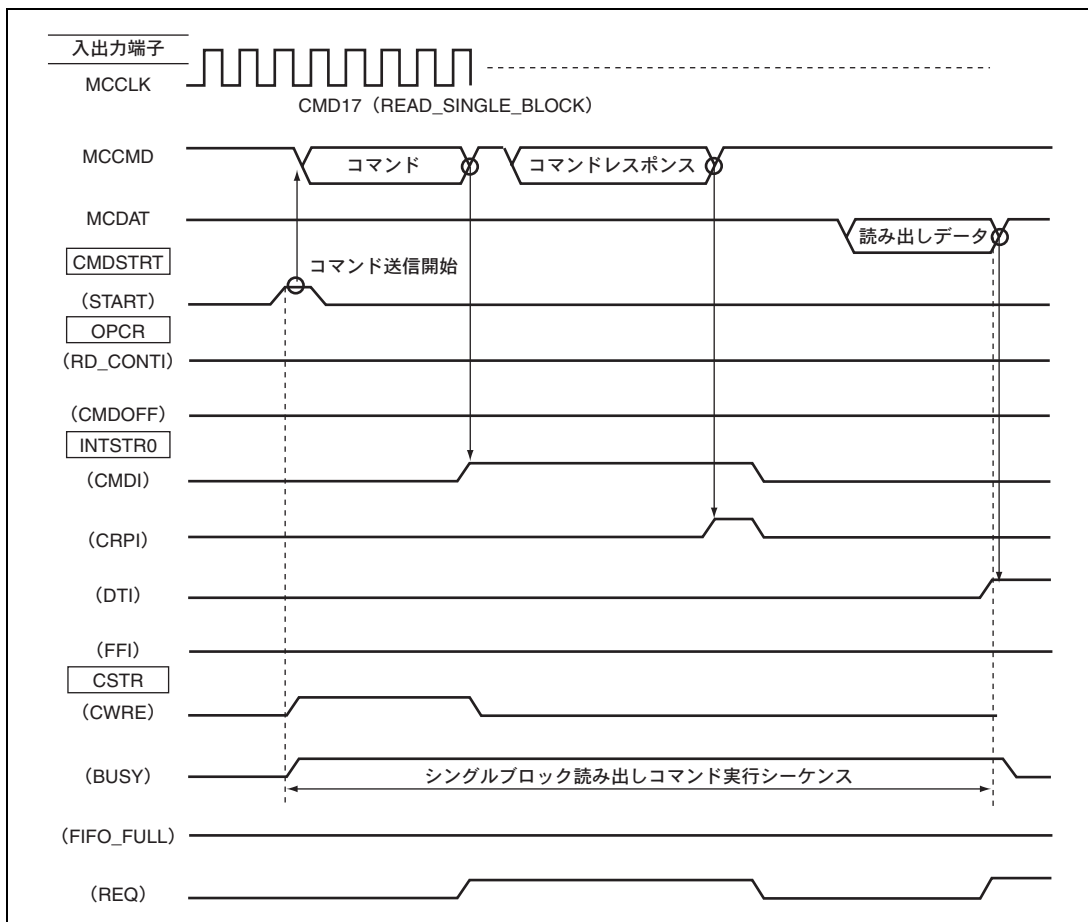 入出力端子
MCCLK
CMD17（READ_SINGLE_BLOCK）
MCCMD
コマンド
コマンドレスポンス
MCDAT
読み出しデータ
CMDSTRT
コマンド送信開始
（START）
OPCR
（RD_CONTI）
（CMDOFF）
INTSTR0
（CMDI）
（CRPI）
（DTI）
（FFI）
CSTR
（CWRE）
（BUSY）
シングルブロック読み出しコマンド実行シーケンス
（FIFO_FULL）
（REQ）